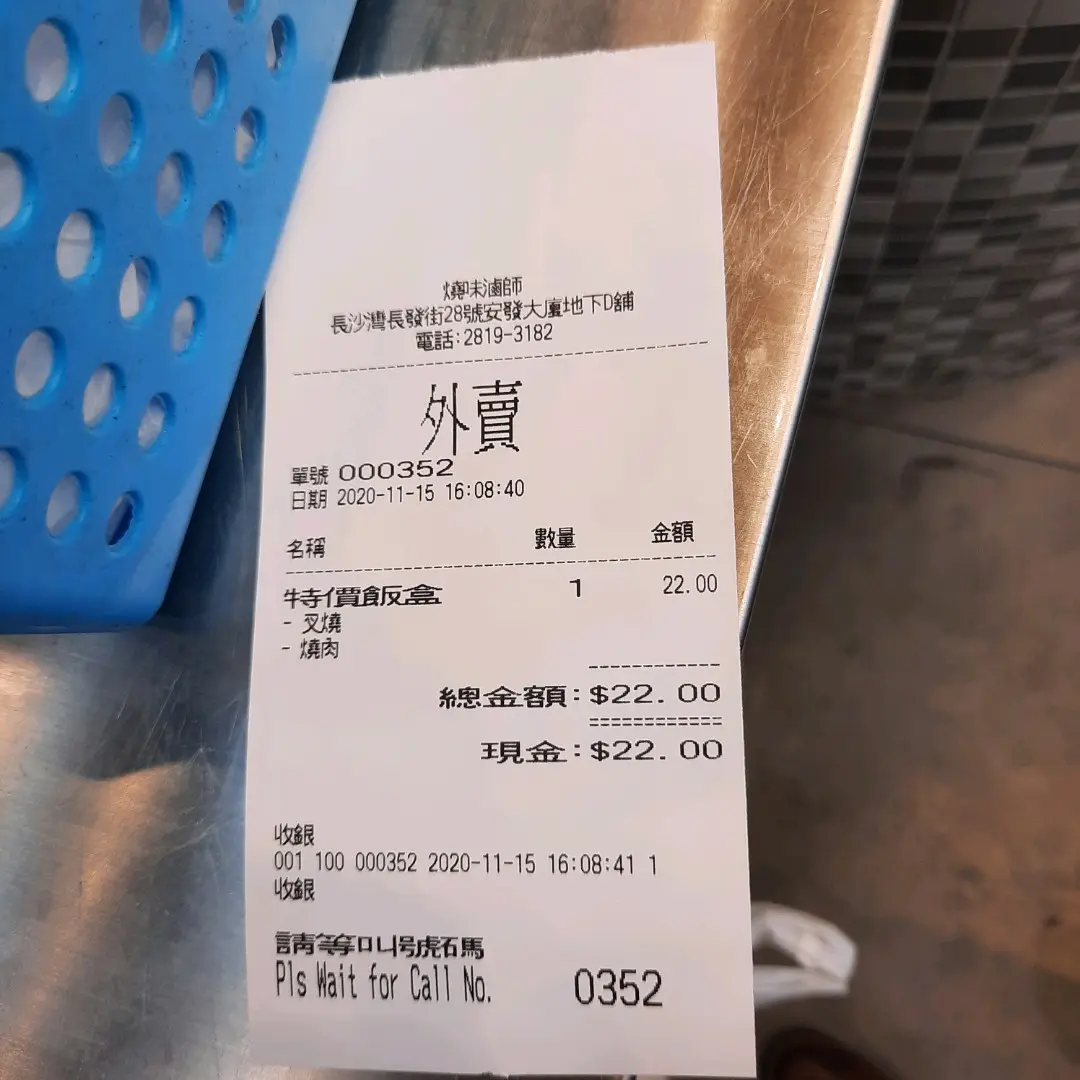 燒味滷師
長沙灣長發街28號安發大廈地下D舖
電話:2819-3182
外賣
單號 000352
日期 2020-11-15 16:08:40
名稱 數量 金額
特價飯盒 1 22.00
- 叉燒
- 燒肉
總金額:$22.00
現金:$22.00
收銀
001 100 000352 2020-11-15 16:08:41 1
收銀
請等叫號碼
Pls Wait for Call No. 0352